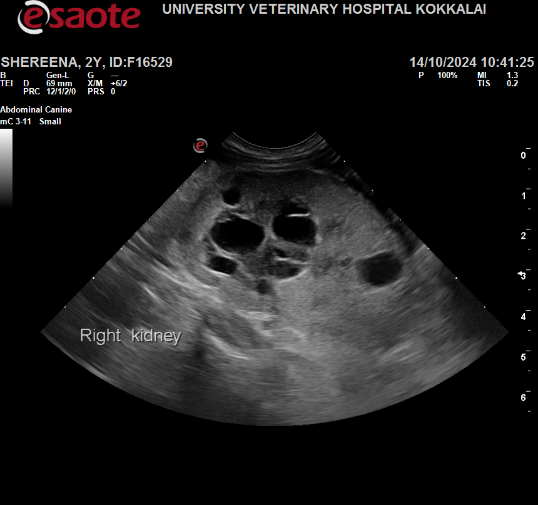 esaote
UNIVERSITY VETERINARY HOSPITAL KOKKALAI
SHEREENA, 2Y, ID:F16529
14/10/2024 10:41:25
B Gen-L G —
TEI D 69 mm X/M +6/2
PRC 12/1/2/0 PRS 0
P 100% MI 1.3
TIS 0.2
Abdominal Canine
mC 3-11 Small
e
0
1
2
3
4
5
6
Right kidney